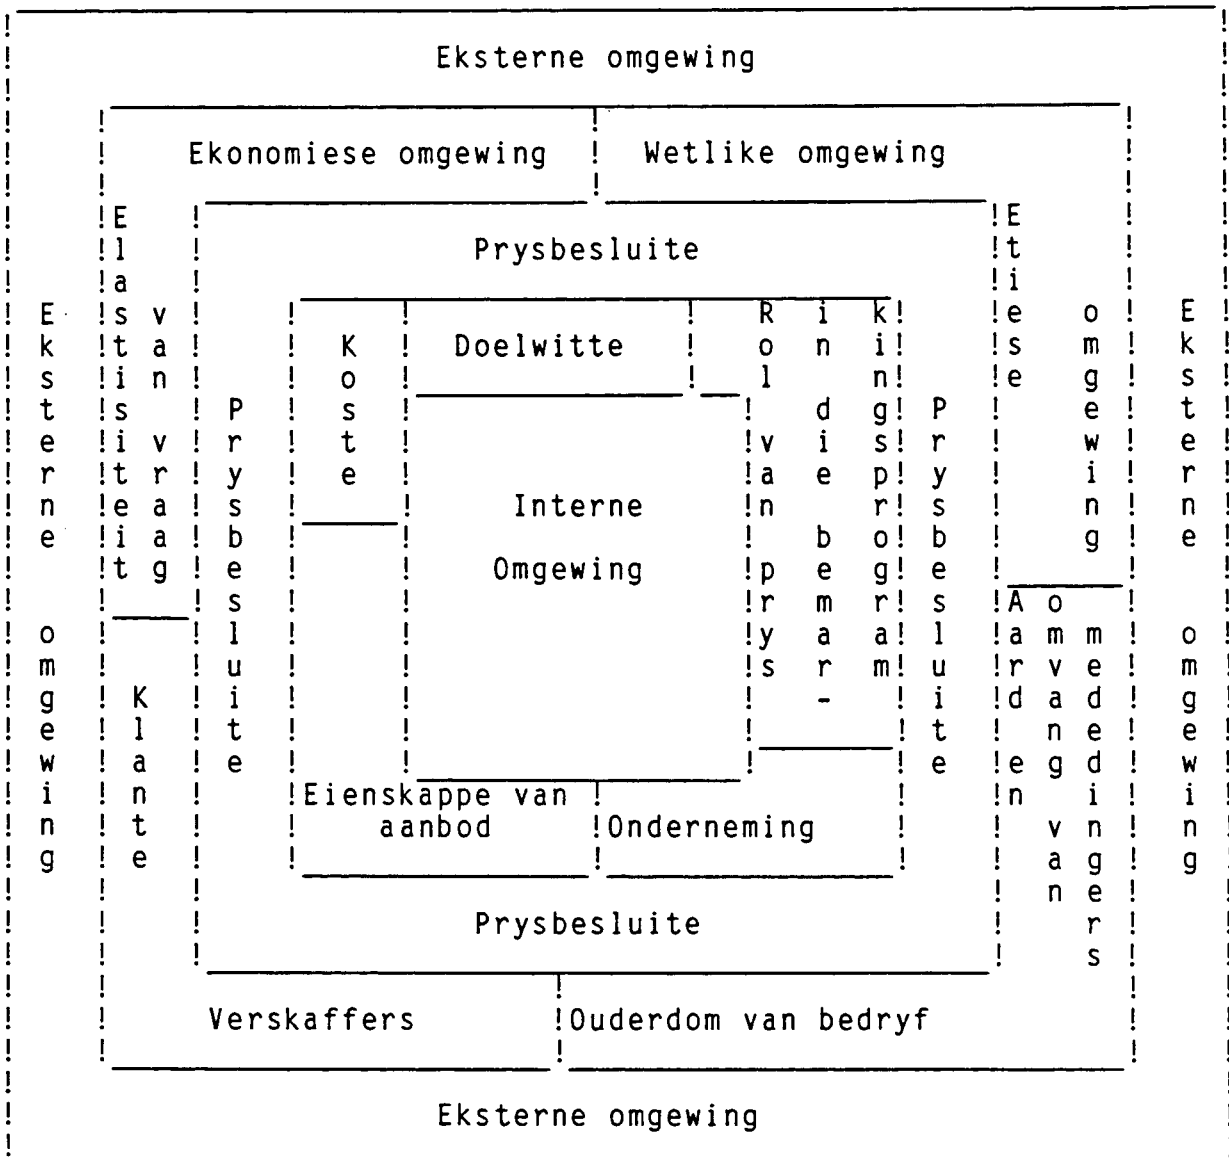 Eksterne omgewing
Ekonomiese omgewing
Wetlike omgewing
Prysbesluite
Doelwitte
Koste
Rol van prys
in die bemar-
kingsprogram
Interne
Omgewing
Eienskappe van
aanbod
Onderneming
Prysbesluite
Prysbesluite
Prysbesluite
Elastisiteit
van vraag
Klante
Etiese
omgewing
Aard en
omvang van
mededingers
Verskaffers
Ouderdom van bedryf
Eksterne omgewing
Eksterne omgewing
Eksterne omgewing